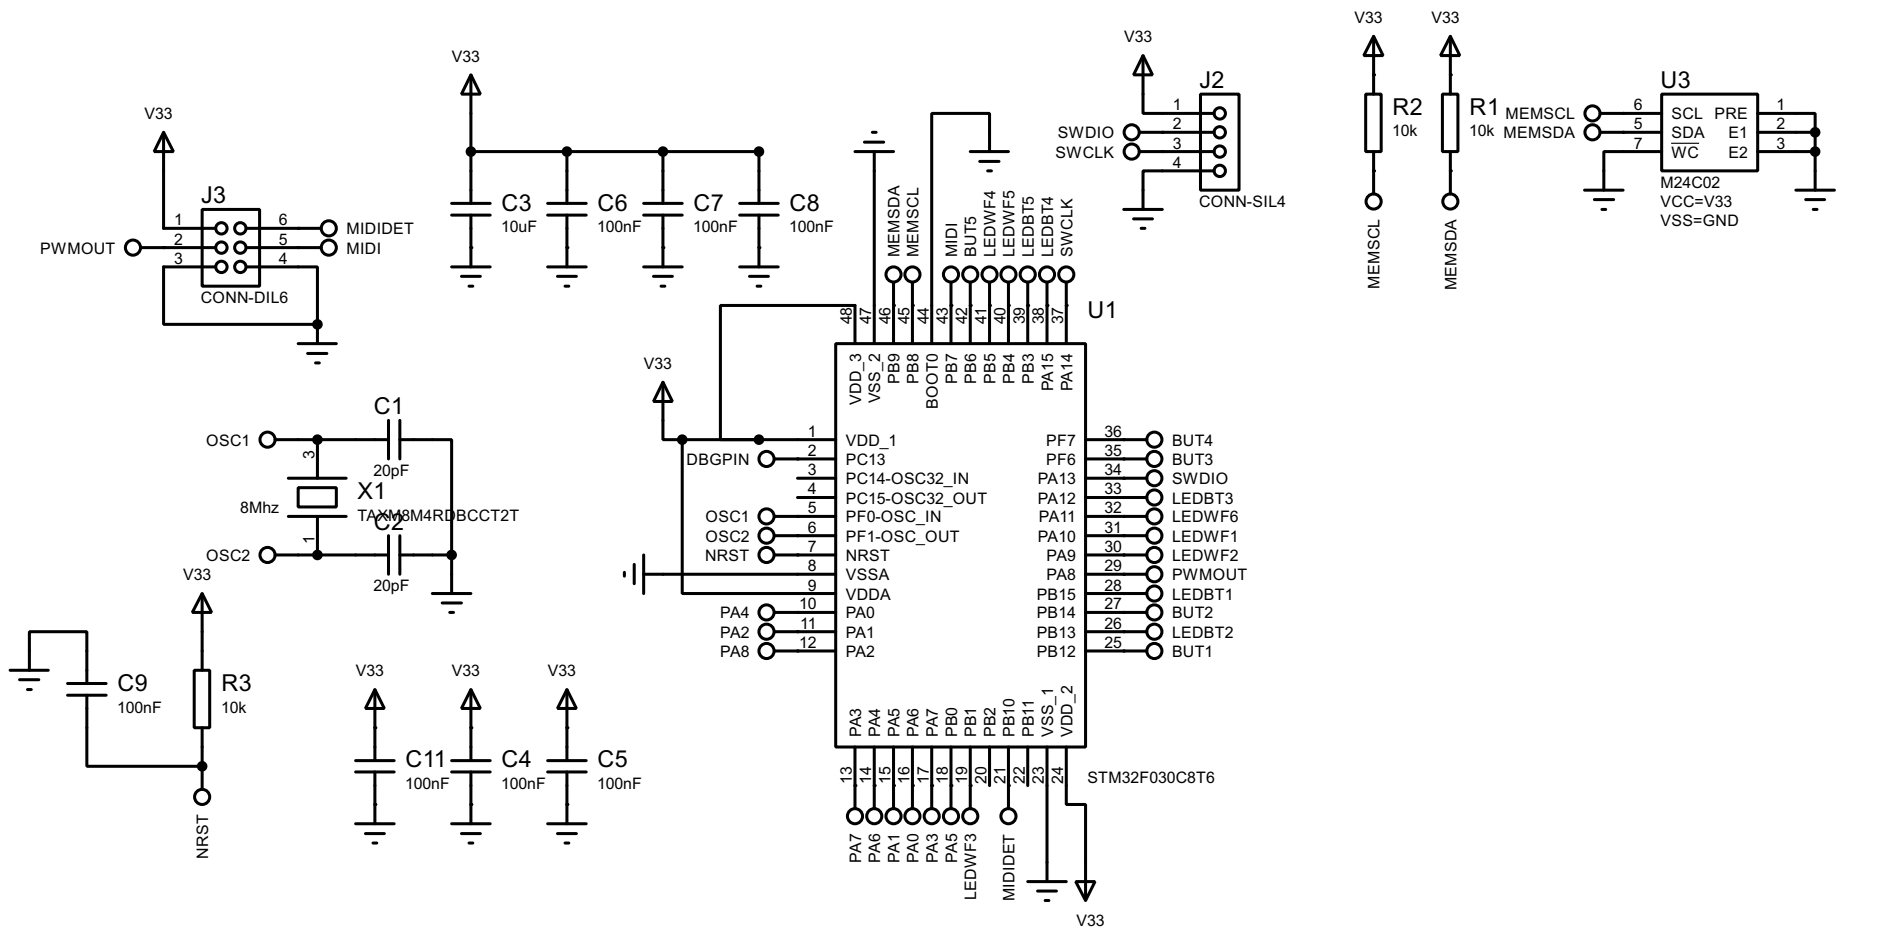 V33
J3
1
2
3
6
5
4
PWMOUT
MIDIDET
MIDI
CONN-DIL6
V33
C3
10uF
C6
100nF
C7
100nF
C8
100nF
V33
J2
1
2
3
4
SWDIO
SWCLK
CONN-SIL4
V33
R2
10k
MEMSCL
V33
R1
10k
MEMSDA
U3
MEMSCL
MEMSDA
6
5
7
SCL
SDA
WC
PRE
E1
E2
1
2
3
M24C02
VCC=V33
VSS=GND
OSC1
C1
20pF
3
X1
8Mhz
TAXM8M4RDBCCT2T
C2
1
OSC2
20pF
V33
C9
100nF
R3
10k
NRST
V33
C11
100nF
V33
C4
100nF
V33
C5
100nF
U1
MEMSDA
MEMSCL
MIDI
BUT5
LEDWF4
LEDWF5
LEDBT5
LEDBT4
SWCLK
48
47
46
45
44
43
42
41
40
39
38
37
VDD_3
VSS_2
PB9
PB8
BOOT0
PB7
PB6
PB5
PB4
PB3
PA15
PA14
V33
1 VDD_1
DBGPIN 2 PC13
3 PC14-OSC32_IN
4 PC15-OSC32_OUT
OSC1 5 PF0-OSC_IN
OSC2 6 PF1-OSC_OUT
NRST 7 NRST
8 VSSA
9 VDDA
PA4 10 PA0
PA2 11 PA1
PA8 12 PA2
PF7 36 BUT4
PF6 35 BUT3
PA13 34 SWDIO
PA12 33 LEDBT3
PA11 32 LEDWF6
PA10 31 LEDWF1
PA9 30 LEDWF2
PA8 29 PWMOUT
PB15 28 LEDBT1
PB14 27 BUT2
PB13 26 LEDBT2
PB12 25 BUT1
PA3
PA4
PA5
PA6
PA7
PB0
PB1
PB2
PB10
PB11
VSS_1
VDD_2
13
14
15
16
17
18
19
20
21
22
23
24
STM32F030C8T6
PA7
PA6
PA1
PA0
PA3
PA5
LEDWF3
MIDIDET
V33